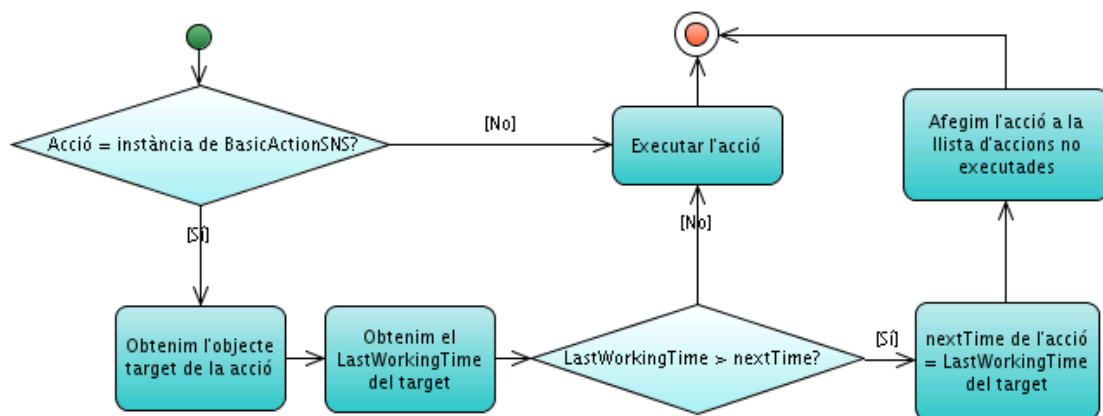 Acció = instància de BasicActionSNS?
[No]
Executar l'acció
Afegim l'acció a la
llista d'accions no
executades
[Sí]
[No]
Obtenim l'objecte
target de la acció
Obtenim el
LastWorkingTime
del target
LastWorkingTime > nextTime?
[Sí]
nextTime de l'acció
= LastWorkingTime
del target